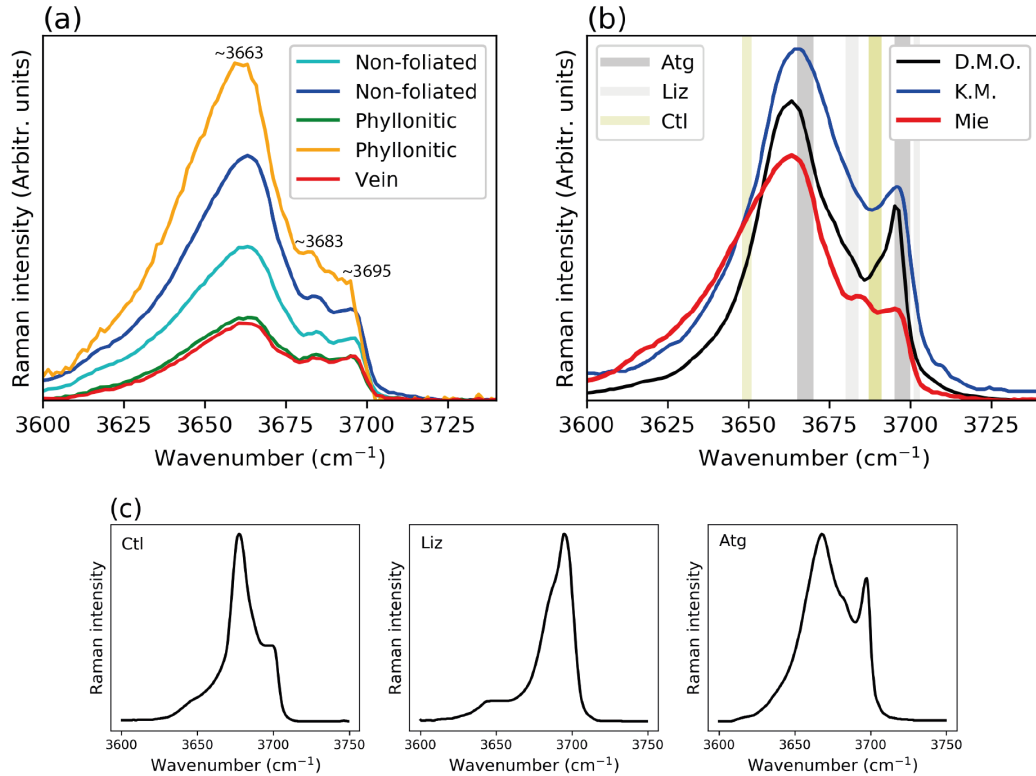 (a)
Raman intensity (Arbitr. units)
~3663
~3683
~3695
Non-foliated
Non-foliated
Phyllonitic
Phyllonitic
Vein
3600 3625 3650 3675 3700 3725
Wavenumber (cm⁻¹)
(b)
Raman intensity (Arbitr. units)
Atg
Liz
Ctl
D.M.O.
K.M.
Mie
3600 3625 3650 3670 3700 3725
Wavenumber (cm⁻¹)
(c)
Raman intensity
Ctl
3600 3650 3700 3750
Wavenumber (cm⁻¹)
Raman intensity
Liz
3600 3650 3700 3750
Wavenumber (cm⁻¹)
Raman intensity
Atg
3600 3650 3700 3750
Wavenumber (cm⁻¹)